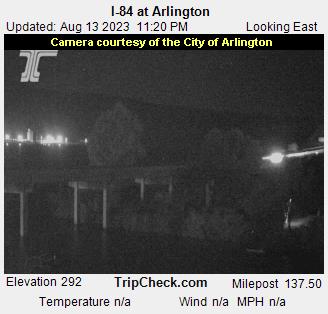 I-84 at Arlington
Updated: Aug 13 2023 11:20 PM Looking East
Camera courtesy of the City of Arlington
Elevation 292 TripCheck.com Milepost 137.50
Temperature n/a Wind n/a MPH n/a